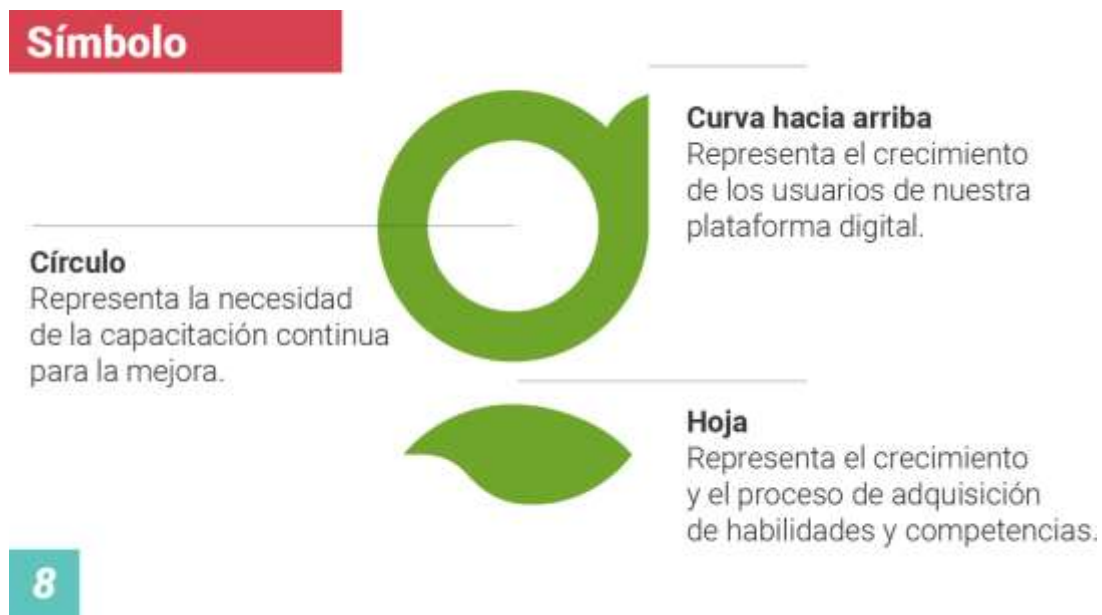 Símbolo
Curva hacia arriba
Representa el crecimiento
de los usuarios de nuestra
plataforma digital.
Círculo
Representa la necesidad
de la capacitación continua
para la mejora.
Hoja
Representa el crecimiento
y el proceso de adquisición
de habilidades y competencias.
8